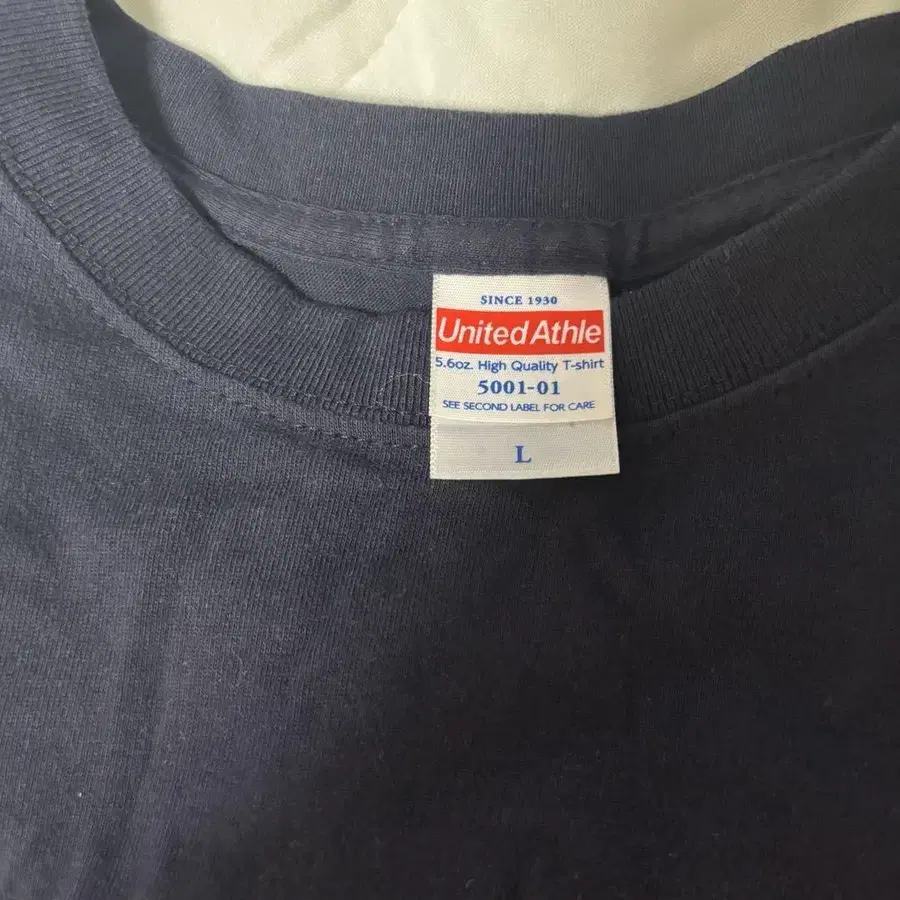 SINCE 1930
United Athle
5.6oz. High Quality T-shirt
5001-01
SEE SECOND LABEL FOR CARE
L